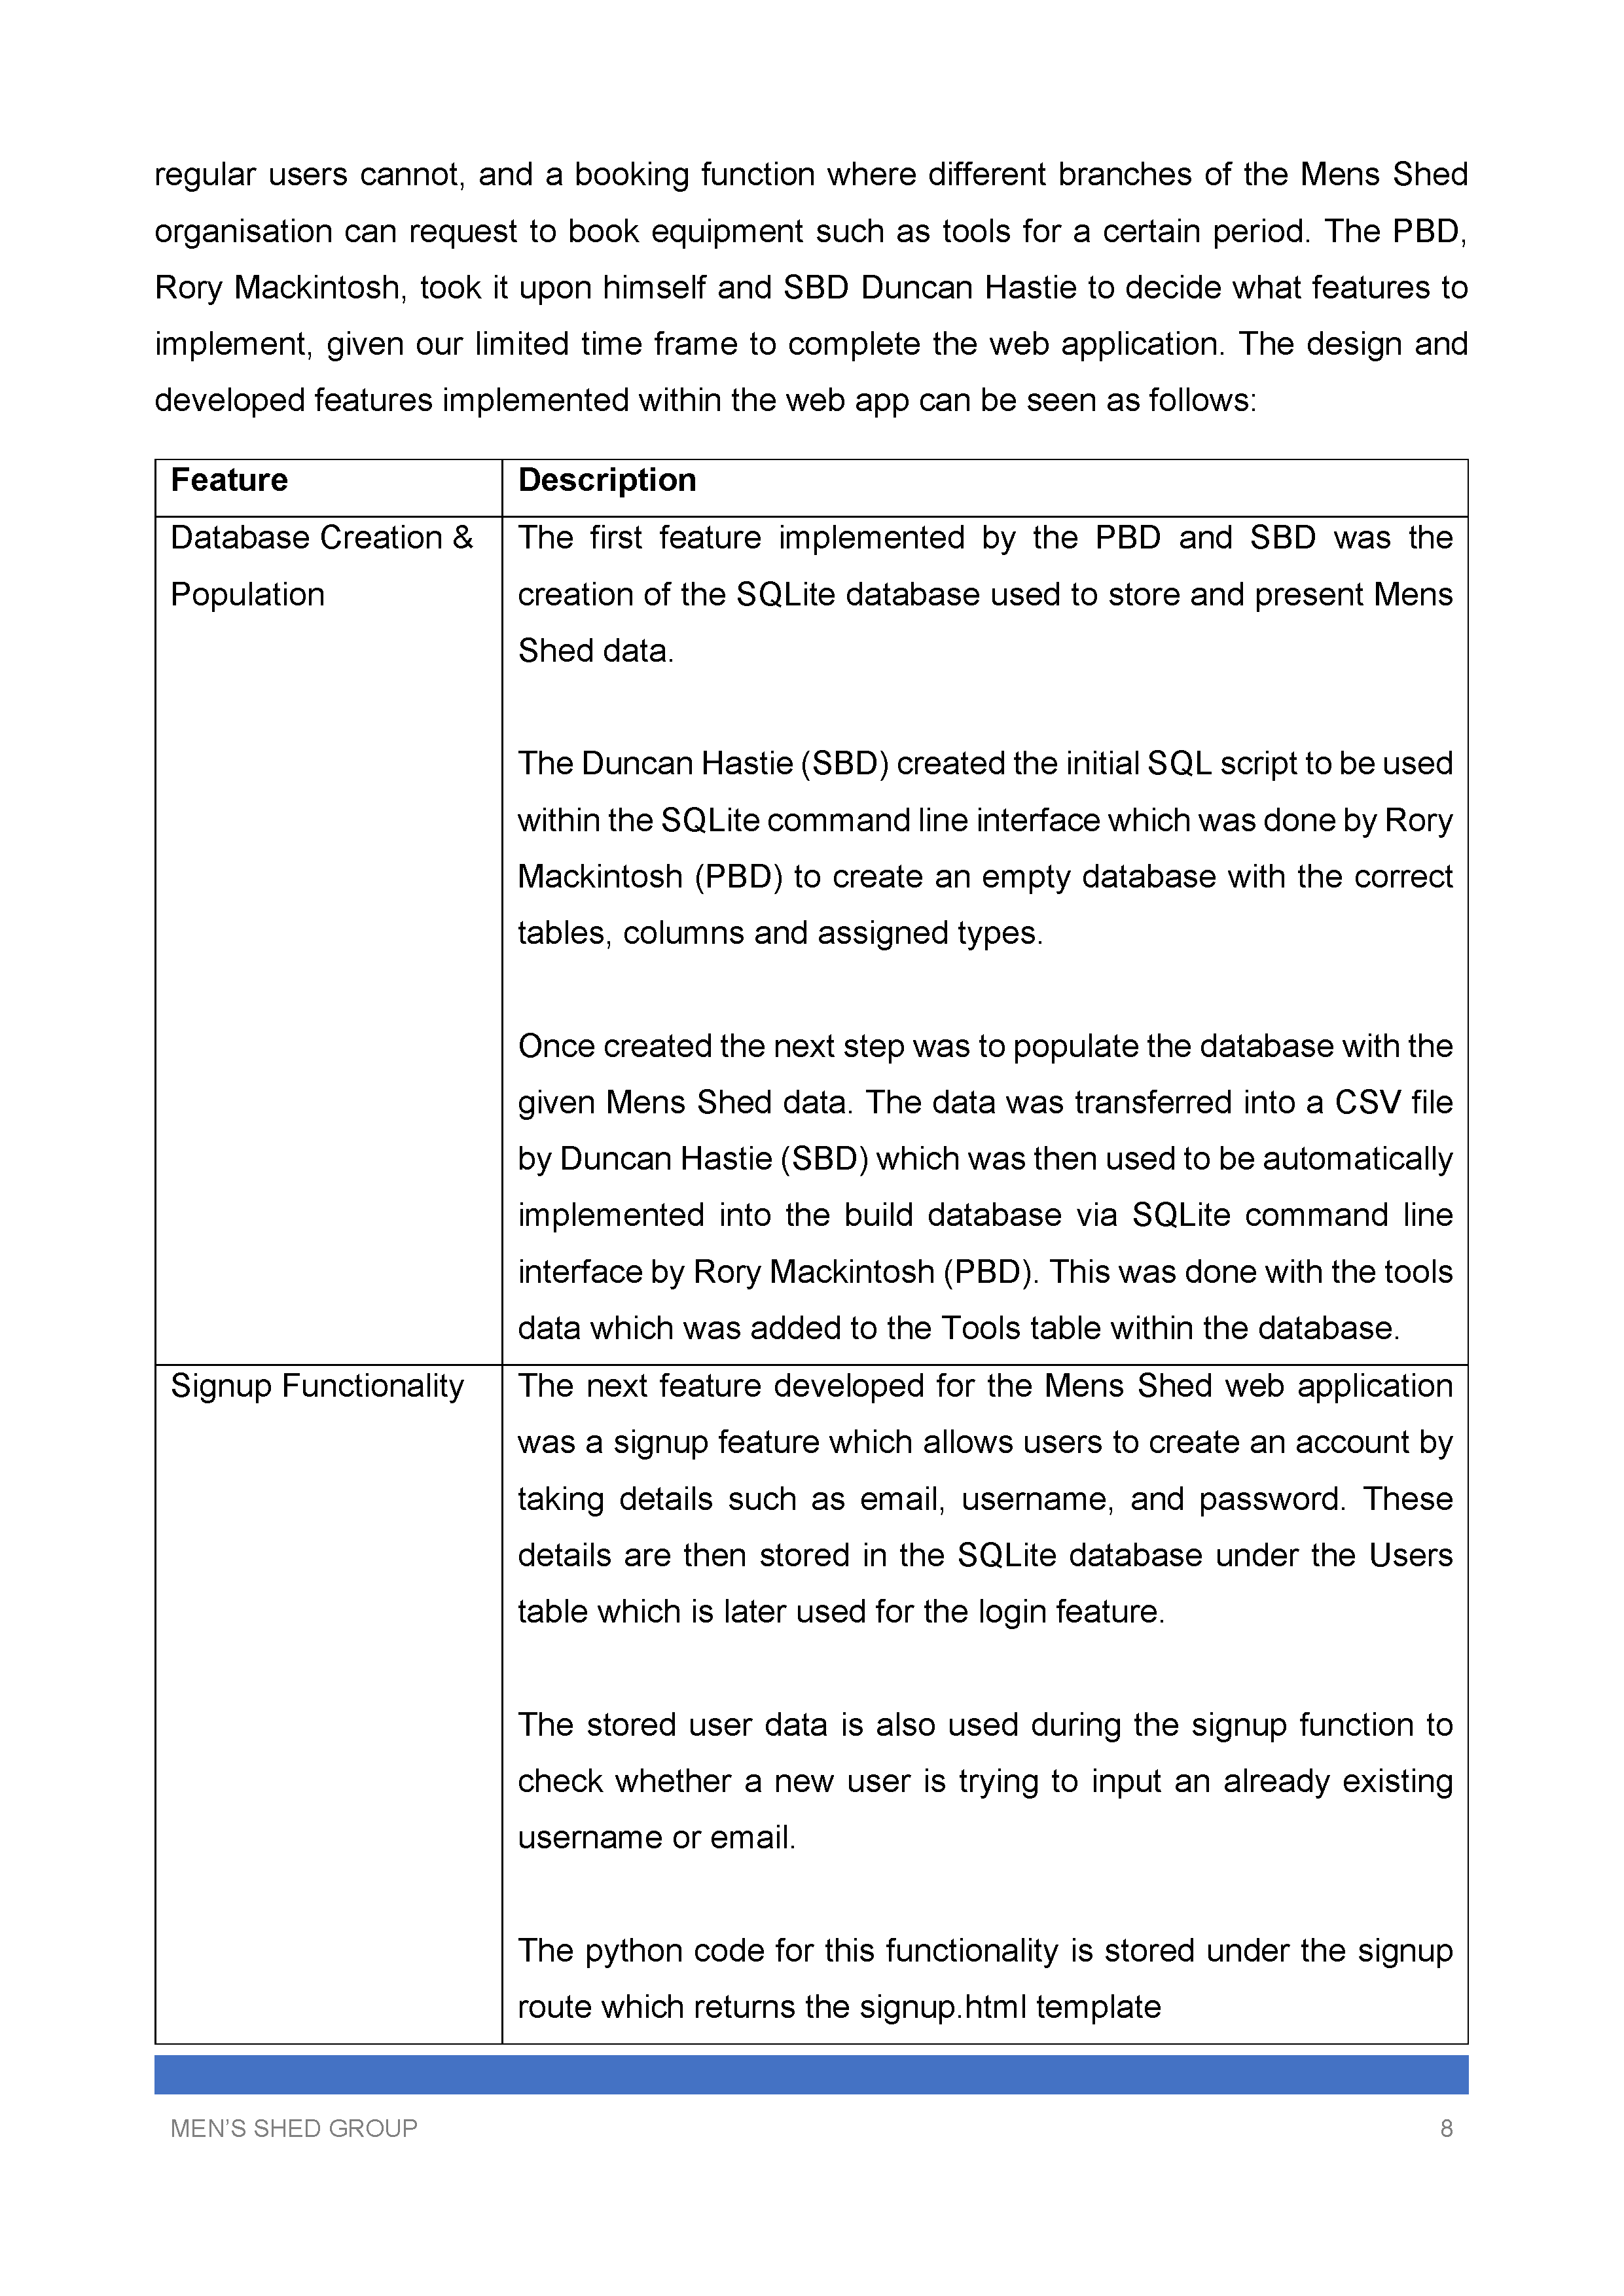 regular users cannot, and a booking function where different branches of the Mens Shed
organisation can request to book equipment such as tools for a certain period. The PBD,
Rory Mackintosh, took it upon himself and SBD Duncan Hastie to decide what features to
implement, given our limited time frame to complete the web application. The design and
developed features implemented within the web app can be seen as follows:
Feature
Description
Database Creation &
Population
The first feature implemented by the PBD and SBD was the
creation of the SQLite database used to store and present Mens
Shed data.
The Duncan Hastie (SBD) created the initial SQL script to be used
within the SQLite command line interface which was done by Rory
Mackintosh (PBD) to create an empty database with the correct
tables, columns and assigned types.
Once created the next step was to populate the database with the
given Mens Shed data. The data was transferred into a CSV file
by Duncan Hastie (SBD) which was then used to be automatically
implemented into the build database via SQLite command line
interface by Rory Mackintosh (PBD). This was done with the tools
data which was added to the Tools table within the database.
Signup Functionality
The next feature developed for the Mens Shed web application
was a signup feature which allows users to create an account by
taking details such as email, username, and password. These
details are then stored in the SQLite database under the Users
table which is later used for the login feature.
The stored user data is also used during the signup function to
check whether a new user is trying to input an already existing
username or email.
The python code for this functionality is stored under the signup
route which returns the signup.html template
MEN’S SHED GROUP
8